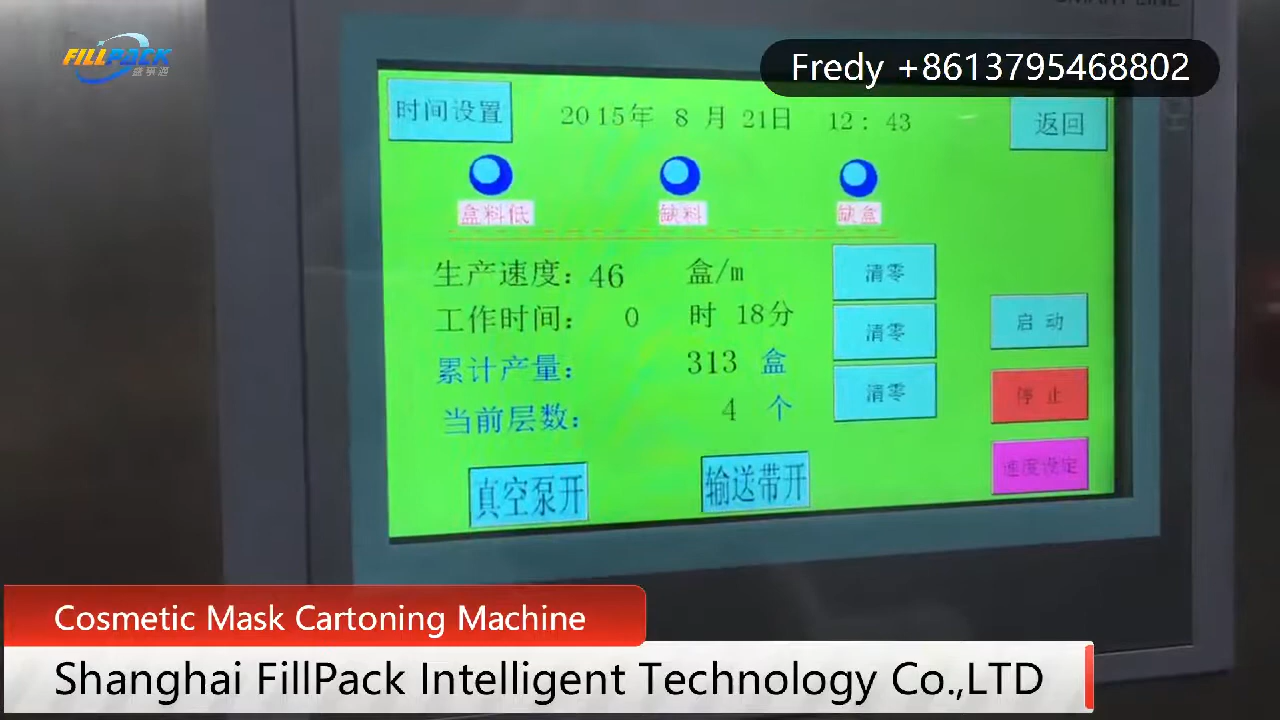 FILLPACK
Fredy +8613795468802
时间设置
2015年 8 月 21日 12: 43
返回
盒料低
缺料
缺盒
生产速度: 46 盒/m
清零
工作时间: 0 时 18分
清零
启 动
累计产量: 313 盒
清零
停 止
当前层数: 4 个
速度设定
真空泵开
输送带开
Cosmetic Mask Cartoning Machine
Shanghai FillPack Intelligent Technology Co.,LTD